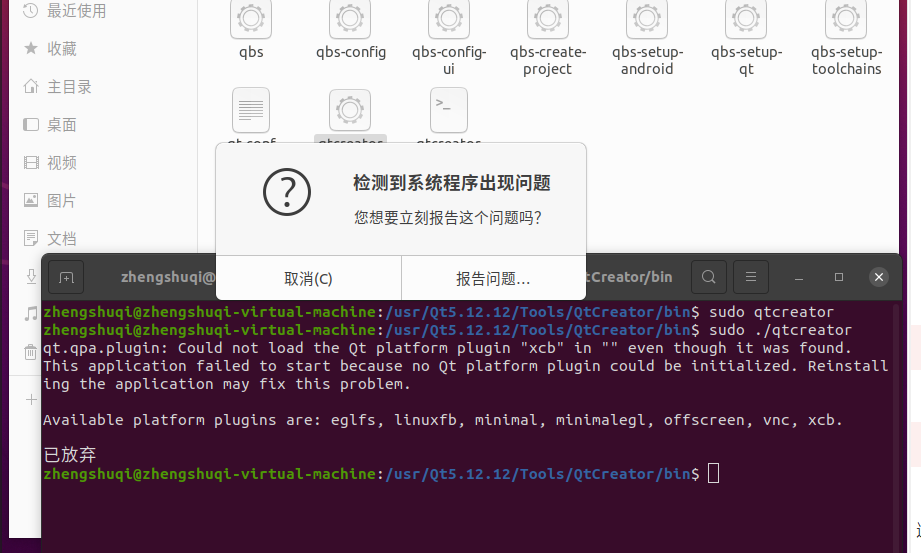 最近使用
收藏
主目录
桌面
视频
图片
文档
qbs
qbs-config
qbs-config-
ui
qbs-create-
project
qbs-setup-
android
qbs-setup-
qt
qbs-setup-
toolchains
qt.conf
qtcreator
qtcreator
检测到系统程序出现问题
您想要立刻报告这个问题吗?
取消(C)
报告问题...
zhengshuqi@
tCreator/bin
zhengshuqi@zhengshuqi-virtual-machine:/usr/Qt5.12.12/Tools/QtCreator/bin$ sudo qtcreator
zhengshuqi@zhengshuqi-virtual-machine:/usr/Qt5.12.12/Tools/QtCreator/bin$ sudo ./qtcreator
qt.qpa.plugin: Could not load the Qt platform plugin "xcb" in "" even though it was found.
This application failed to start because no Qt platform plugin could be initialized. Reinstall
ing the application may fix this problem.
Available platform plugins are: eglfs, linuxfb, minimal, minimalegl, offscreen, vnc, xcb.
已放弃
zhengshuqi@zhengshuqi-virtual-machine:/usr/Qt5.12.12/Tools/QtCreator/bin$